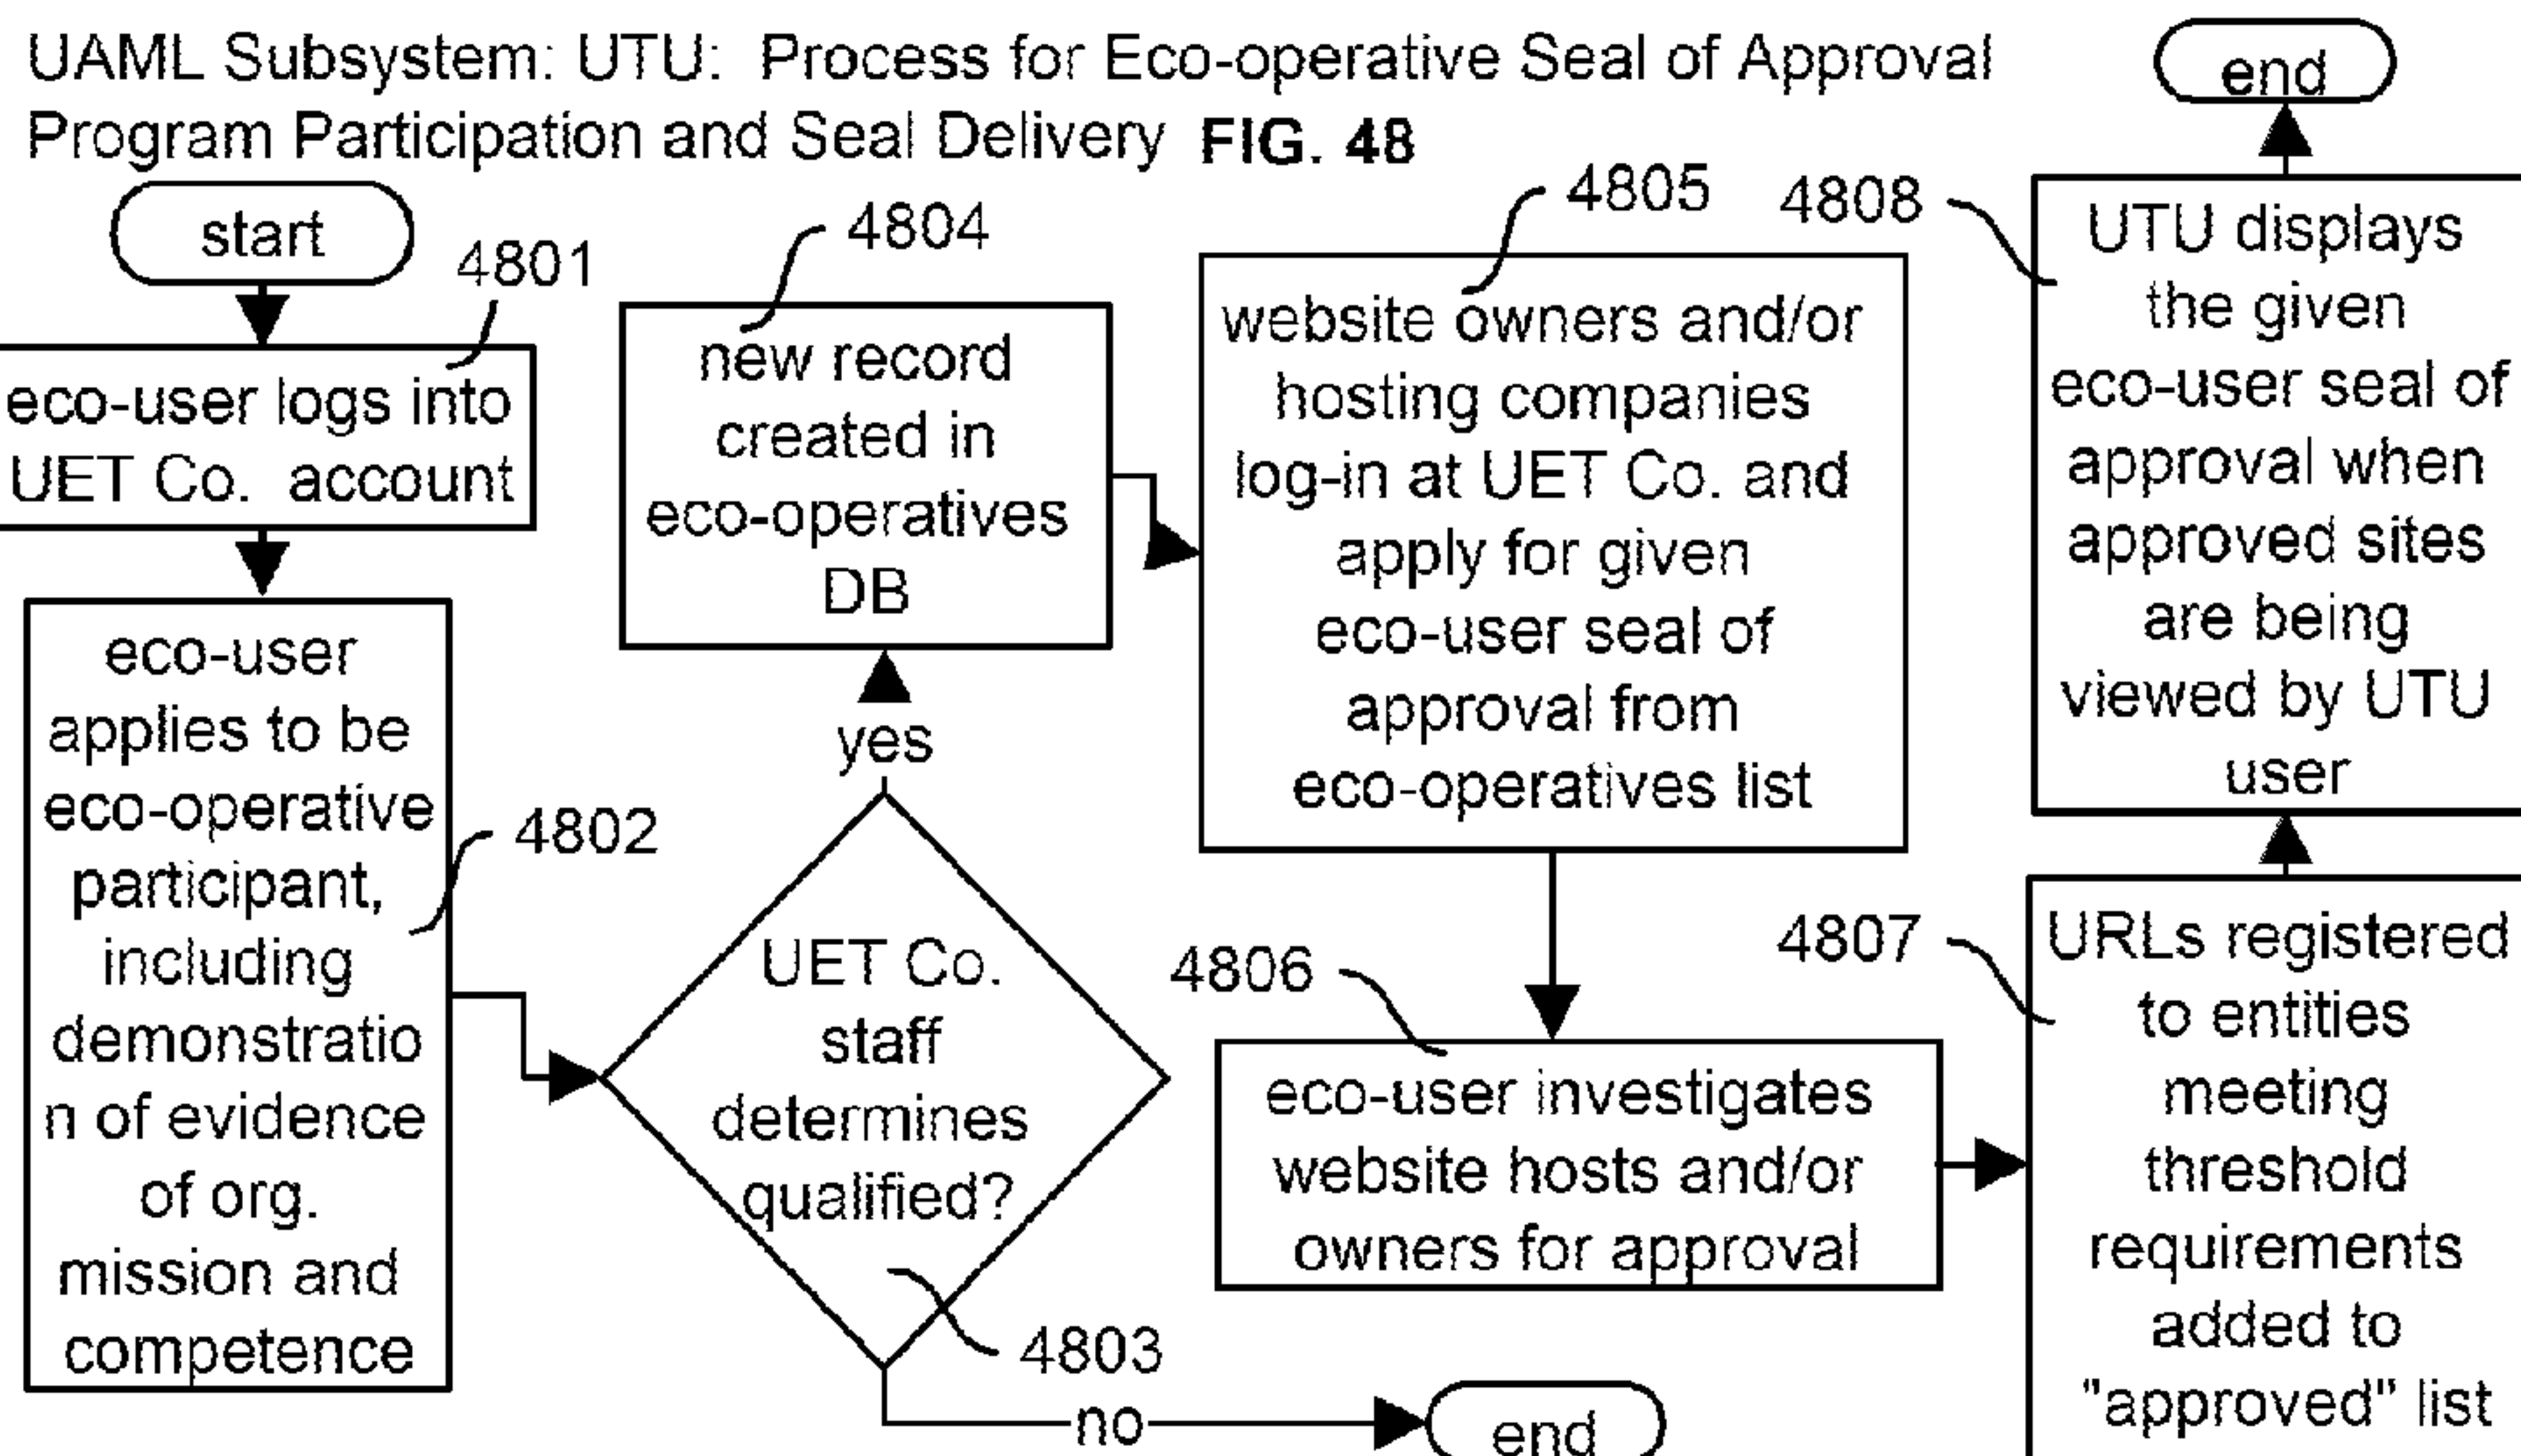 UAML Subsystem: UTU: Process for Eco-operative Seal of Approval
Program Participation and Seal Delivery FIG. 48
start
4801
eco-user logs into
UET Co. account
eco-user
applies to be
eco-operative
participant,
including
demonstratio
n of evidence
of org.
mission and
competence
4802
UET Co.
staff
determines
qualified?
4803
no
end
yes
4804
new record
created in
eco-operatives
DB
4805
website owners and/or
hosting companies
log-in at UET Co. and
apply for given
eco-user seal of
approval from
eco-operatives list
4806
eco-user investigates
website hosts and/or
owners for approval
4807
URLs registered
to entities
meeting
threshold
requirements
added to
"approved" list
4808
UTU displays
the given
eco-user seal of
approval when
approved sites
are being
viewed by UTU
user
end